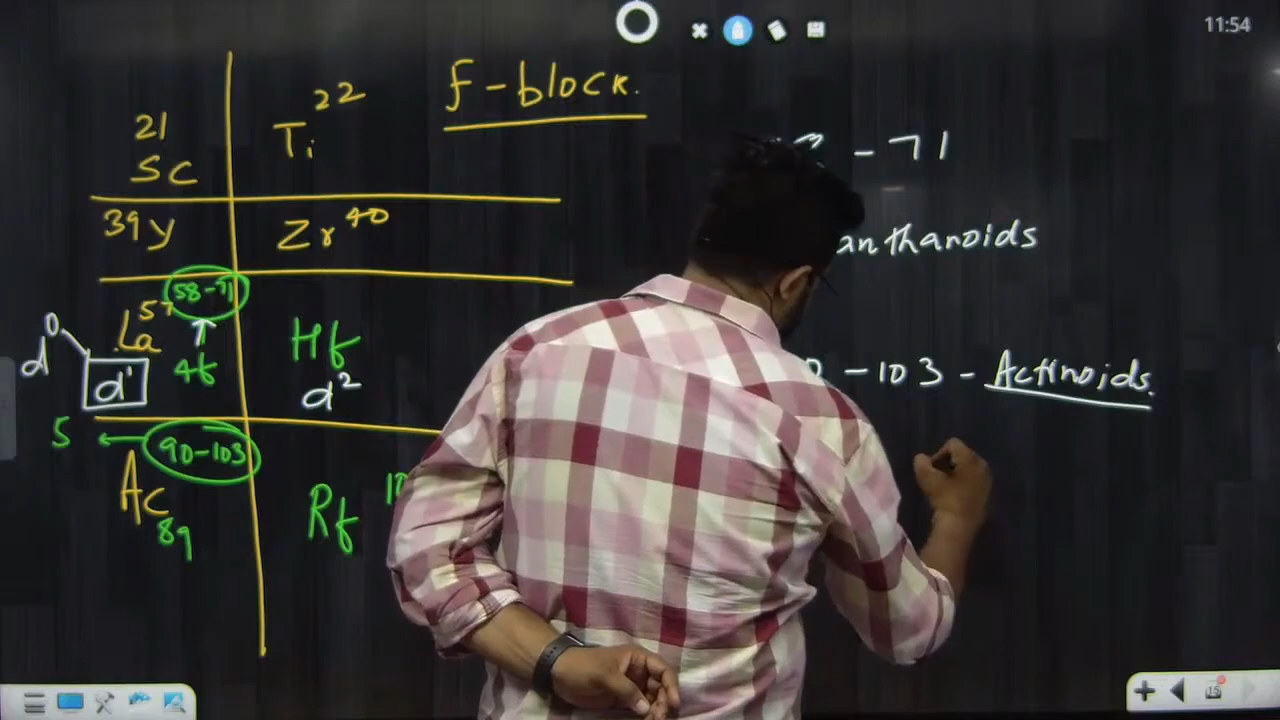 11:54
f-block.
21
Sc
Ti 22
39 Y
Zr 40
58-71
La 57
4f
Hf
d0
d1
d2
5
90-103
Ac
89
Rf
- 71
anthanoids
- 103 - Actinoids.
15